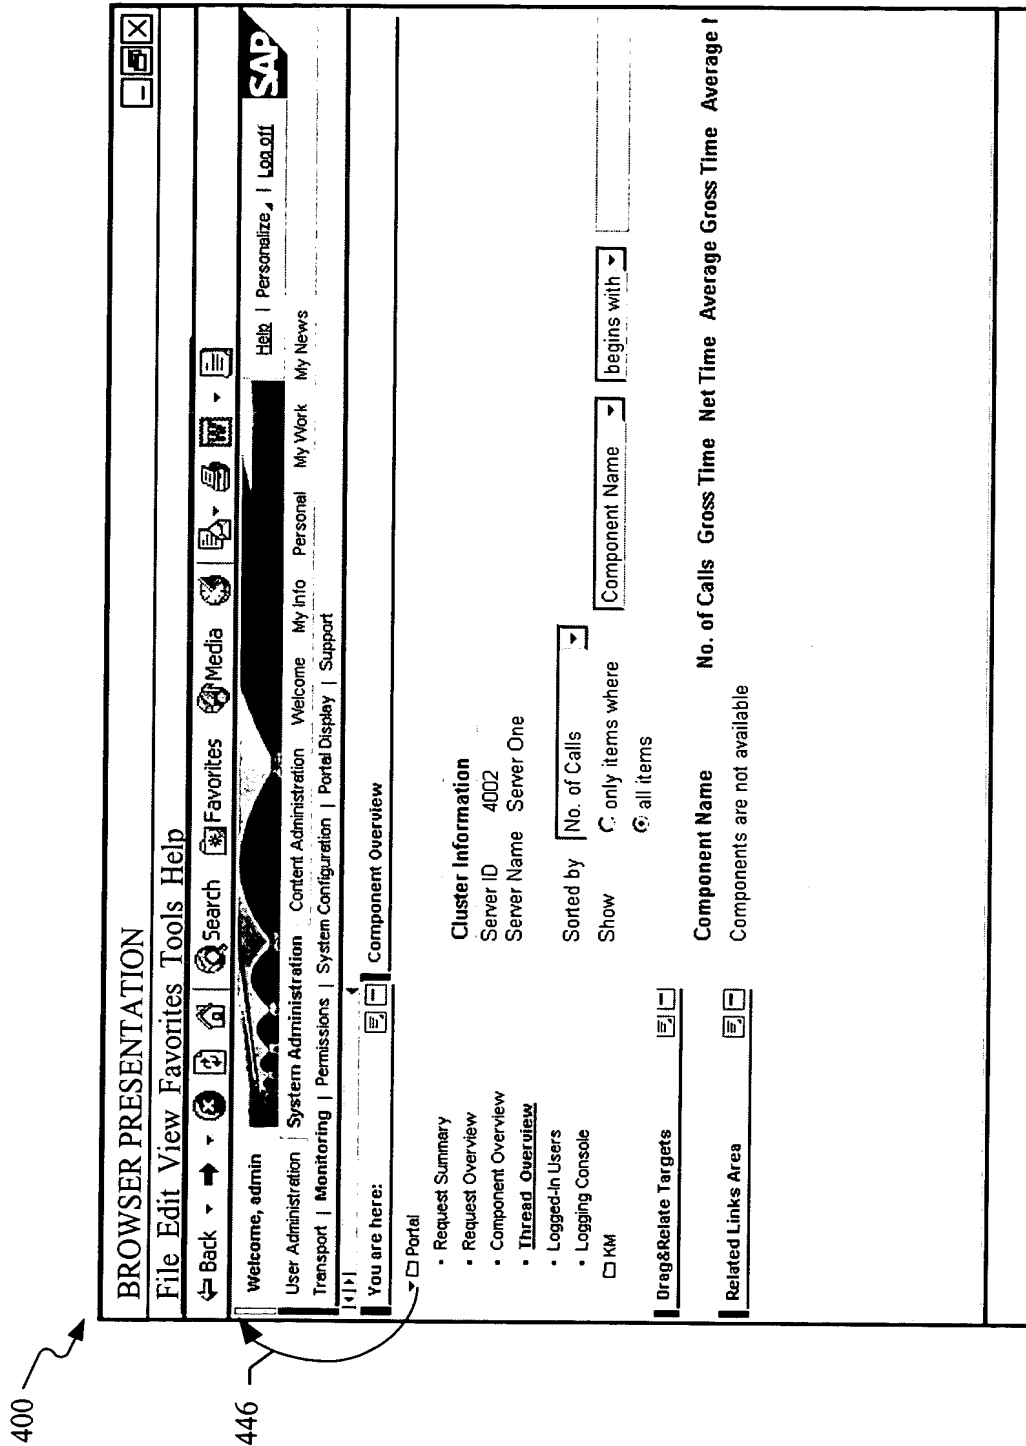 400
BROWSER PRESENTATION
File Edit View Favorites Tools Help
Back Search Favorites Media
446
Welcome, admin
Help | Personalize | Log off
SAP
User Administration System Administration Content Administration Welcome My Info Personal My Work My News
Transport | Monitoring | Permissions | System Configuration | Portal Display | Support
You are here:
Component Overview
Portal
• Request Summary
• Request Overview
• Component Overview
• Thread Overview
• Logged-In Users
• Logging Console
KM
Drag&Relate Targets
Related Links Area
Cluster Information
Server ID 4002
Server Name Server One
Sorted by No. of Calls
Show only items where Component Name begins with
all items
Component Name No. of Calls Gross Time Net Time Average Gross Time Average
Components are not available